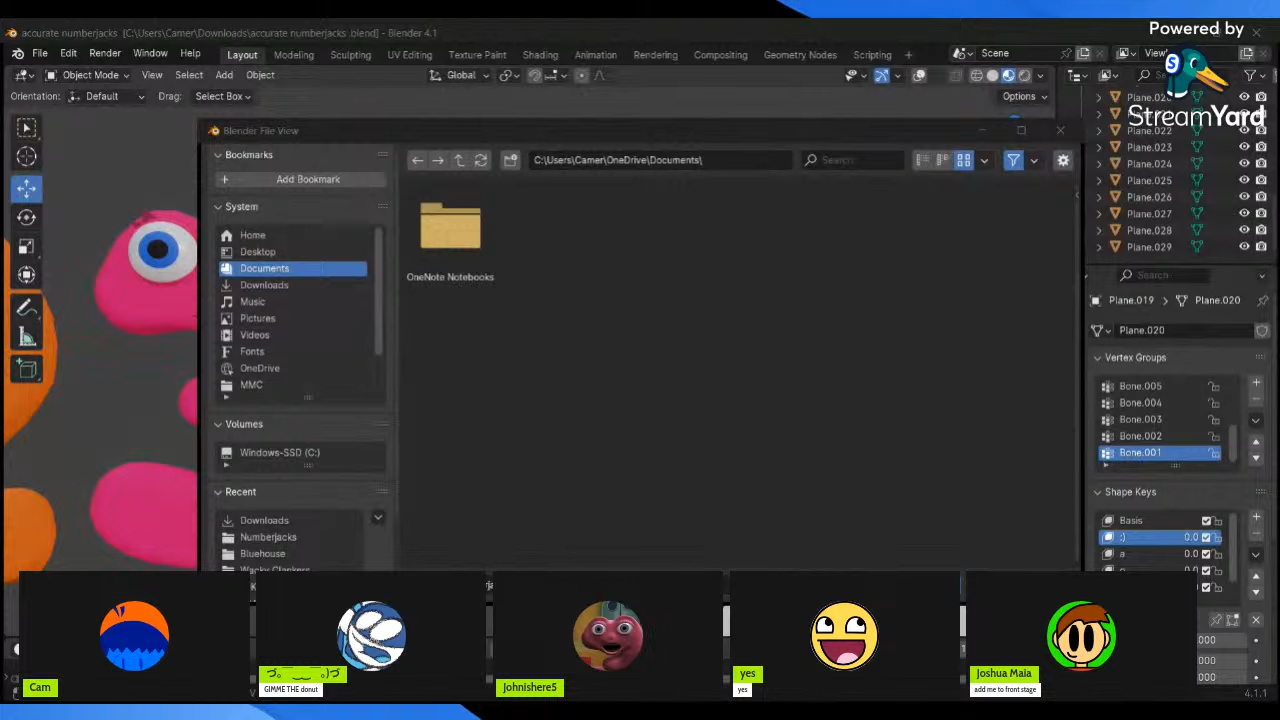 accurate numberjacks [C:\Users\Camer\Downloads\accurate numberjacks .blend] - Blender 4.1
Powered by
StreamYard
File Edit Render Window Help
Layout Modeling Sculpting UV Editing Texture Paint Shading Animation Rendering Compositing Geometry Nodes Scripting +
Scene
Object Mode View Select Add Object
Global
Orientation: Default Drag: Select Box
Options
Blender File View
Bookmarks
Add Bookmark
C:\Users\Camer\OneDrive\Documents\
Search
System
Home
Desktop
Documents
Downloads
Music
Pictures
Videos
Fonts
OneDrive
MMC
OneNote Notebooks
Volumes
Windows-SSD (C:)
Recent
Downloads
Numberjacks
Bluehouse
Wacky Clankers
Plane.022
Plane.023
Plane.024
Plane.025
Plane.026
Plane.027
Plane.028
Plane.029
Search
Plane.019 Plane.020
Plane.020
Vertex Groups
Bone.005
Bone.004
Bone.003
Bone.002
Bone.001
Shape Keys
Basis
:) 0.0
a 0.0
000
000
000
4.1.1
Cam
づ｡￣‿‿￣｡)づ
GIMME THE donut
Johnishere5
yes
yes
Joshua Maia
add me to front stage